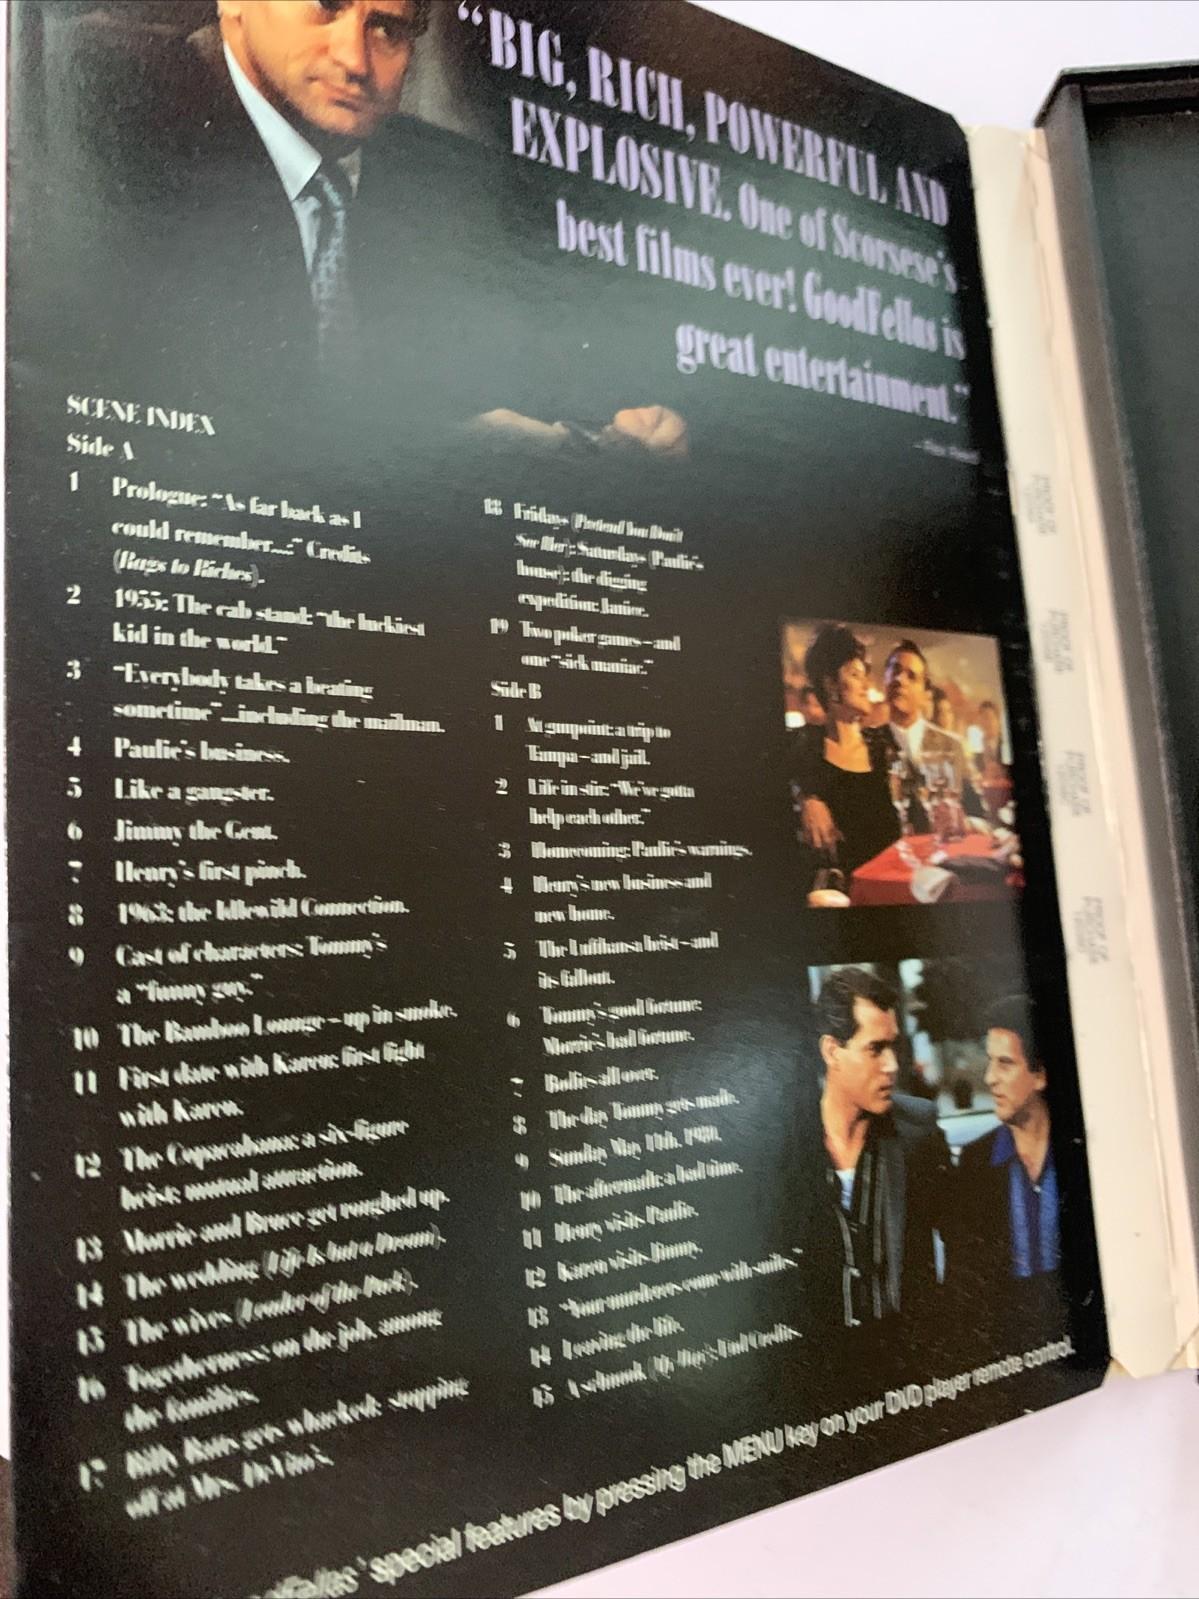 “BIG, RICH, POWERFUL AND
EXPLOSIVE. One of Scorsese's
best films ever! GoodFellas is
great entertainment.”
SCENE INDEX
Side A
1 Prologue: “As far back as I
could remember...:” Credits
(Rags to Riches).
2 1955: The cab stand: “the luckiest
kid in the world.”
3 “Everybody takes a beating
sometime”...including the mailman.
4 Paulie's business.
5 Like a gangster.
6 Jimmy the Gent.
7 Henry's first pinch.
8 1963: the Idlewild Connection.
9 Cast of characters: Tommy's
a “funny guy.”
10 The Bamboo Lounge – up in smoke.
11 First date with Karen: first fight
with Karen.
12 The Copacabana: a six-figure
heist: mutual attraction.
13 Morrie and Bruce get roughed up.
14 The wedding (Life Is but a Dream).
15 The wives (Leader of the Pack).
16 Togetherness: on the job, among
the families.
17 Billy Batts gets whacked: stopping
off at Mrs. DeVito's.
18 Fridays (Pretend You Don't
See Her): Saturdays (Paulie's
house): the digging
expedition: Janice.
19 Two poker games – and
one “sick maniac.”
Side B
1 At gunpoint: a trip to
Tampa – and jail.
2 Life in stir: “We've gotta
help each other.”
3 Homecoming: Paulie's warnings.
4 Henry's new business and
new home.
5 The Lufthansa heist – and
its fallout.
6 Tommy's good fortune:
Morrie's bad fortune.
7 Bodies all over.
8 The day Tommy gets made.
9 Sunday, May 11th, 1980.
10 The aftermath: a bad time.
11 Henry visits Paulie.
12 Karen visits Jimmy.
13 “Your murderers come with smiles.”
14 Leaving the life.
15 A schnook (My Way): End Credits.
Fellas' special features by pressing the MENU key on your DVD player remote control.
PROOF OF
PURCHASE
PROOF OF
PURCHASE
PROOF OF
PURCHASE
PROOF OF
PURCHASE